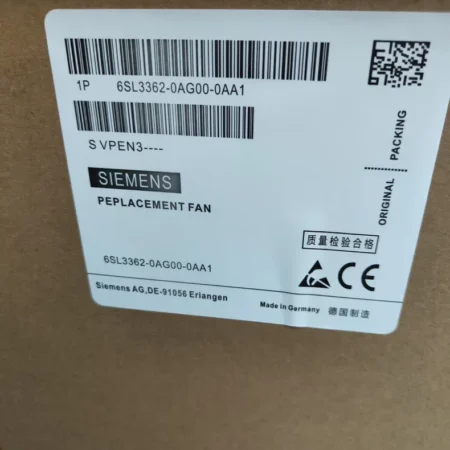 1P 6SL3362-0AG00-0AA1
S VPEN3----
SIEMENS
PEPLACEMENT FAN
6SL3362-0AG00-0AA1
Siemens AG,DE-91056 Eriangen
Made in Germany 德国制造
质量检验合格
ORIGINAL PACKING